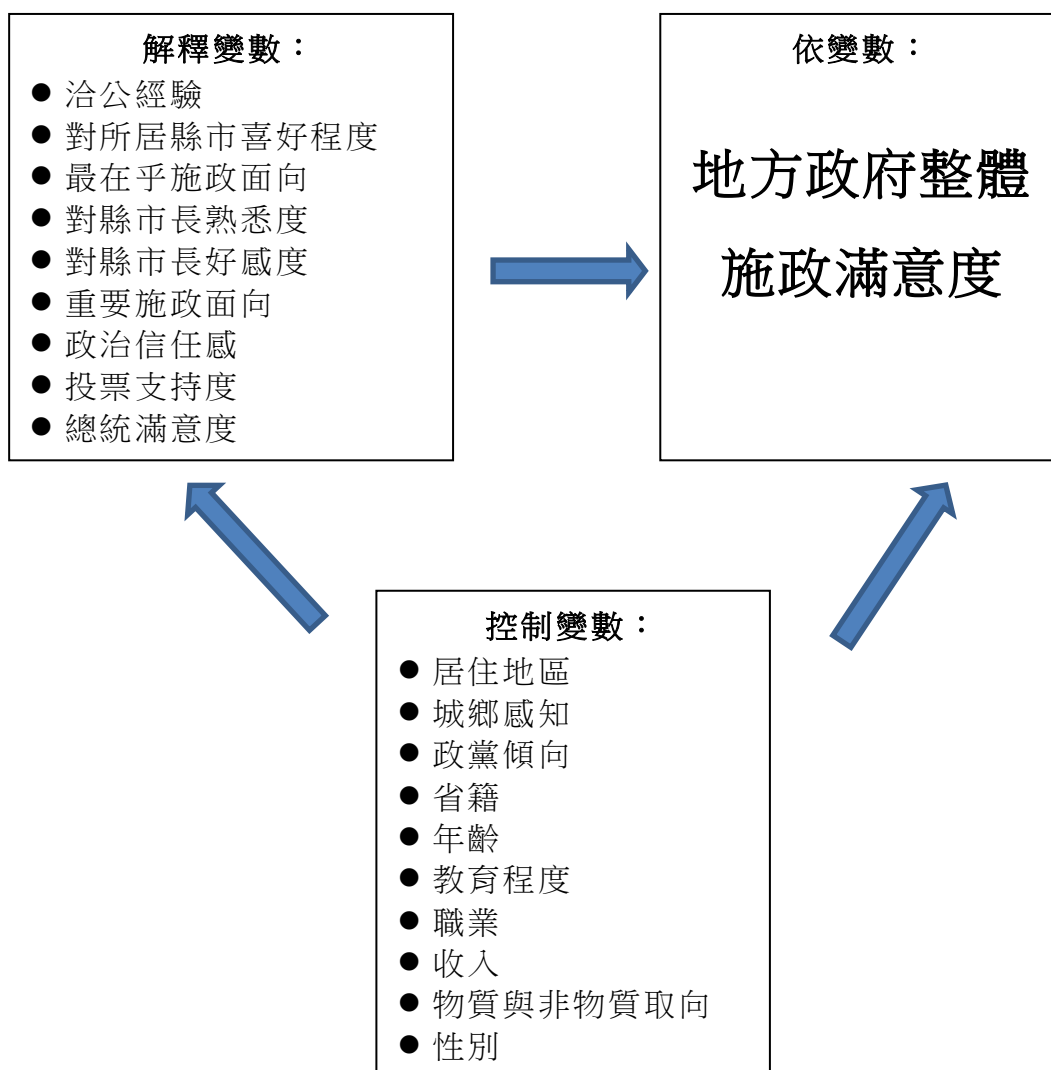 解釋變數：
● 洽公經驗
● 對所居縣市喜好程度
● 最在乎施政面向
● 對縣市長熟悉度
● 對縣市長好感度
● 重要施政面向
● 政治信任感
● 投票支持度
● 總統滿意度
依變數：
地方政府整體
施政滿意度
控制變數：
● 居住地區
● 城鄉感知
● 政黨傾向
● 省籍
● 年齡
● 教育程度
● 職業
● 收入
● 物質與非物質取向
● 性別